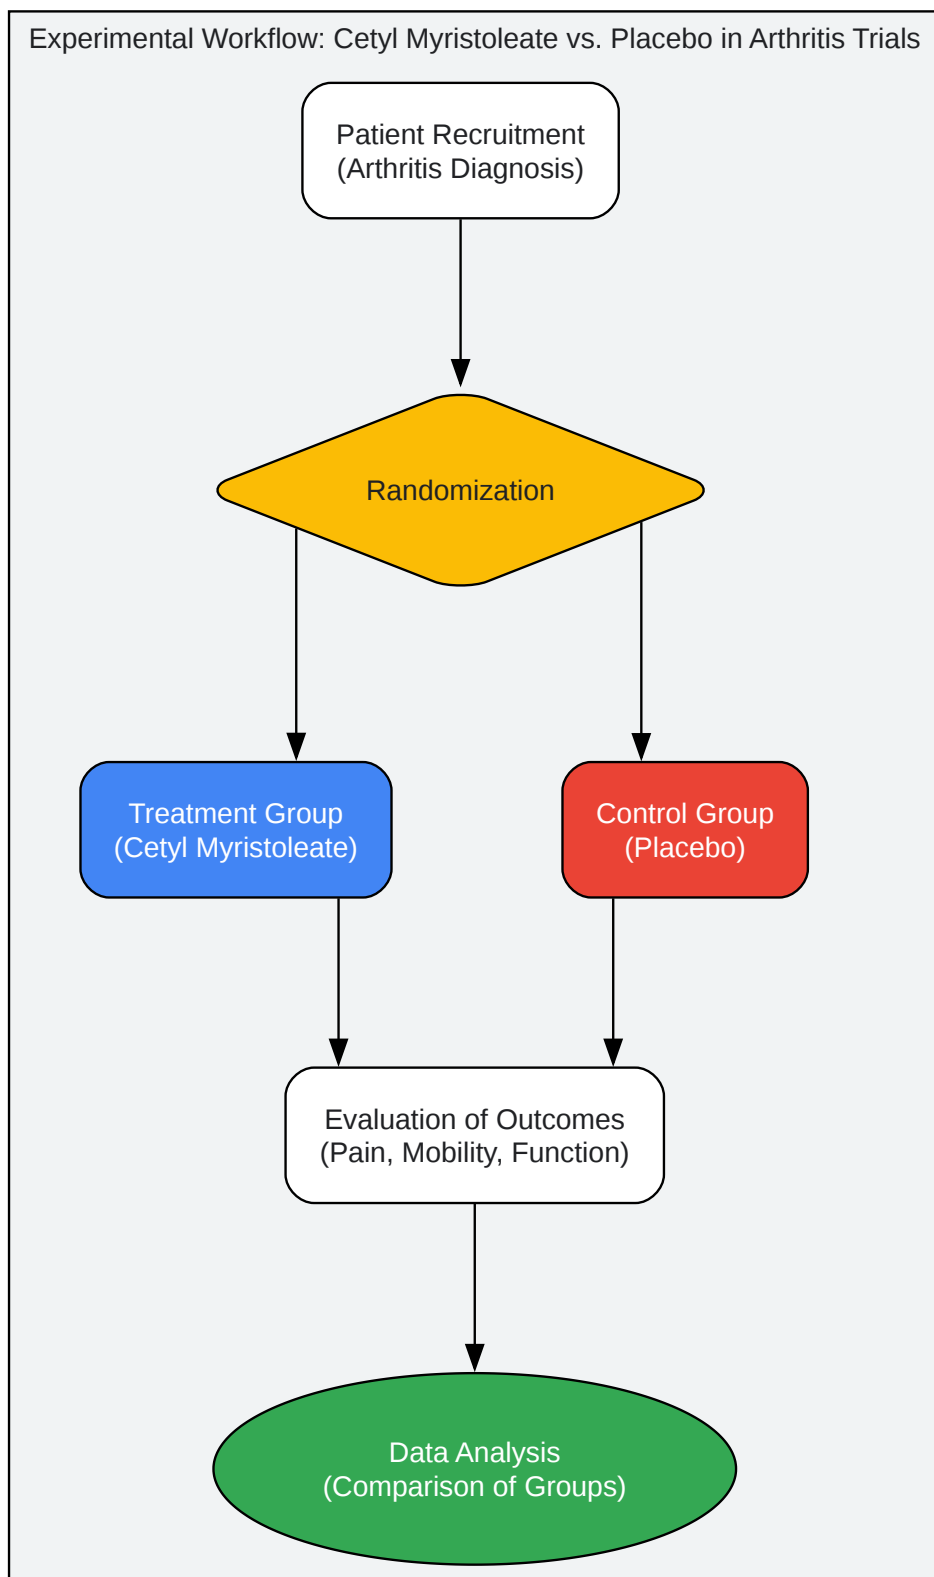 Experimental Workflow: Cetyl Myristoleate vs. Placebo in Arthritis Trials
Patient Recruitment
(Arthritis Diagnosis)
Randomization
Treatment Group
(Cetyl Myristoleate)
Control Group
(Placebo)
Evaluation of Outcomes
(Pain, Mobility, Function)
Data Analysis
(Comparison of Groups)